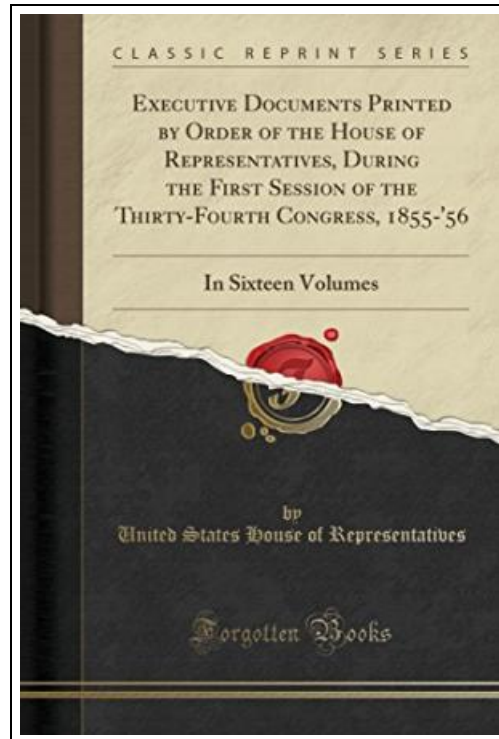 CLASSIC REPRINT SERIES
EXECUTIVE DOCUMENTS PRINTED
BY ORDER OF THE HOUSE OF
REPRESENTATIVES, DURING
THE FIRST SESSION OF THE
THIRTY-FOURTH CONGRESS, 1855-'56
In Sixteen Volumes
F
by
United States House of Representatives
Forgotten Books